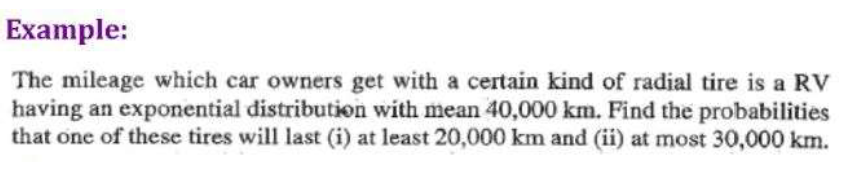 Example:
The mileage which car owners get with a certain kind of radial tire is a RV
having an exponential distribution with mean 40,000 km. Find the probabilities
that one of these tires will last (i) at least 20,000 km and (ii) at most 30,000 km.